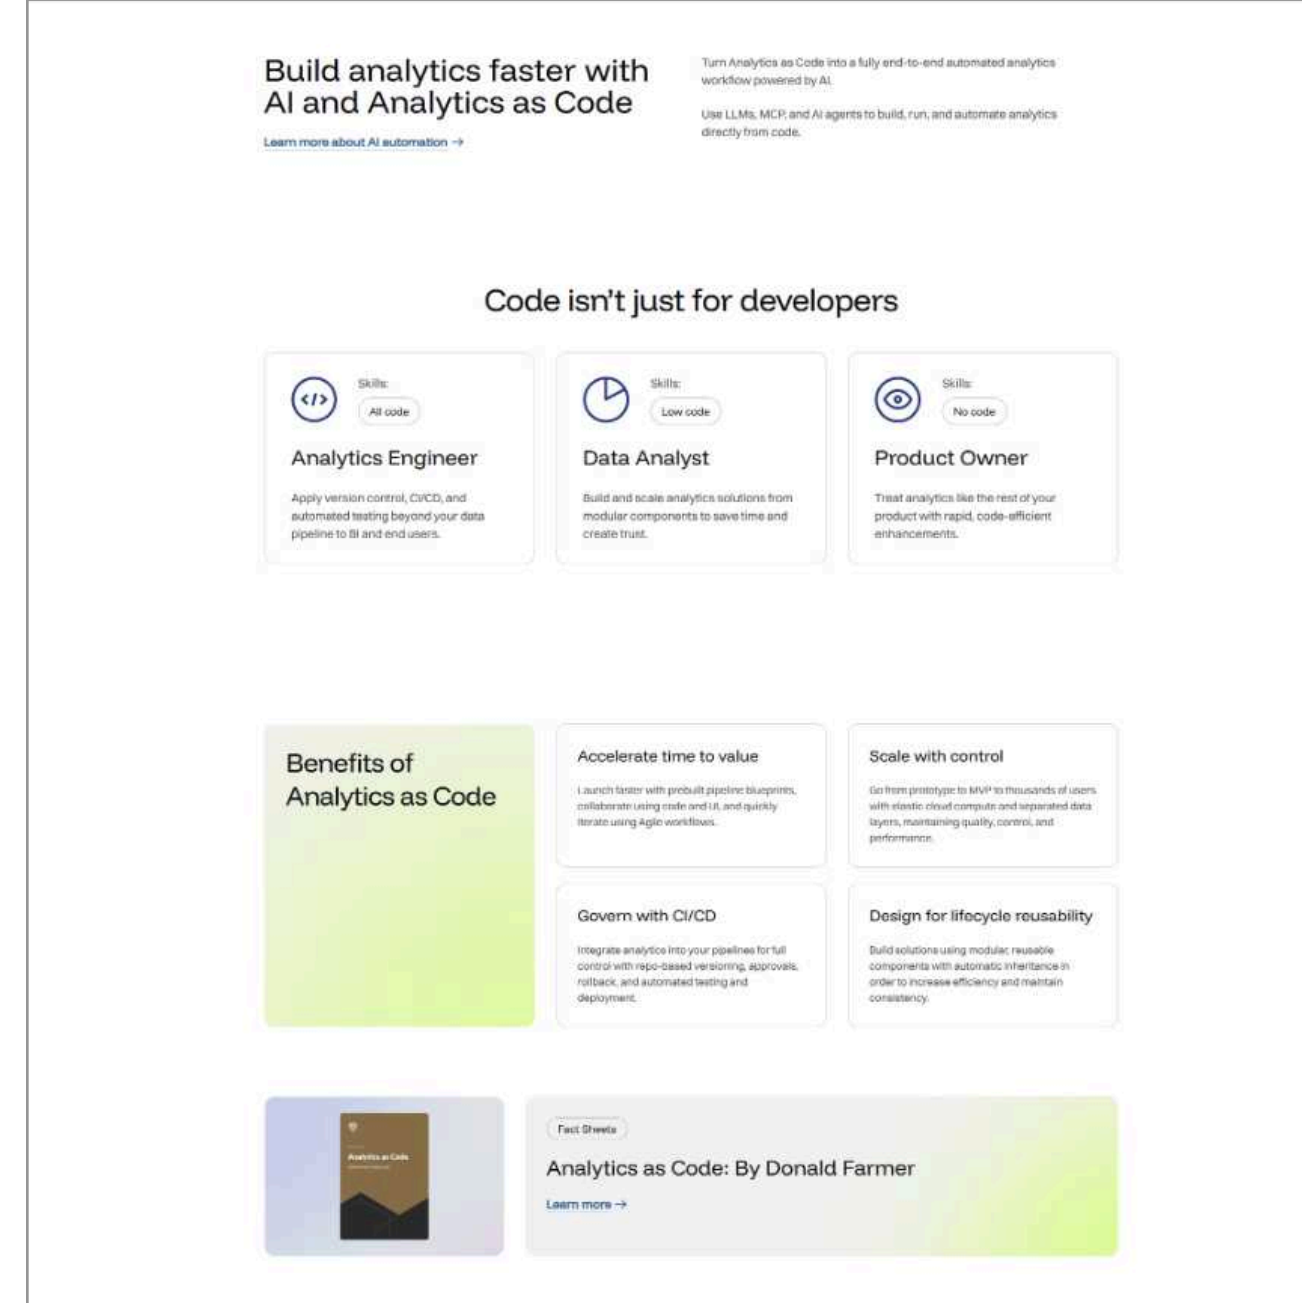 Build analytics faster with
AI and Analytics as Code
Learn more about AI automation →
Turn Analytics as Code into a fully end-to-end automated analytics
workflow powered by AI.
Use LLMs, MCP, and AI agents to build, run, and automate analytics
directly from code.
Code isn't just for developers
Skills:
All code
Analytics Engineer
Apply version control, CI/CD, and
automated testing beyond your data
pipeline to BI and end users.
Skills:
Low code
Data Analyst
Build and scale analytics solutions from
modular components to save time and
create trust.
Skills:
No code
Product Owner
Treat analytics like the rest of your
product with rapid, code-efficient
enhancements.
Benefits of
Analytics as Code
Accelerate time to value
Launch faster with prebuilt pipeline blueprints,
collaborate using code and UI, and quickly
iterate using Agile workflows.
Scale with control
Go from prototype to MVP to thousands of users
with elastic cloud compute and separated data
layers, maintaining quality, control, and
performance.
Govern with CI/CD
Integrate analytics into your pipelines for full
control with repo-based versioning, approvals,
rollback, and automated testing and
deployment.
Design for lifecycle reusability
Build solutions using modular, reusable
components with automatic inheritance in
order to increase efficiency and maintain
consistency.
Analytics as Code
Fact Sheets
Analytics as Code: By Donald Farmer
Learn more →